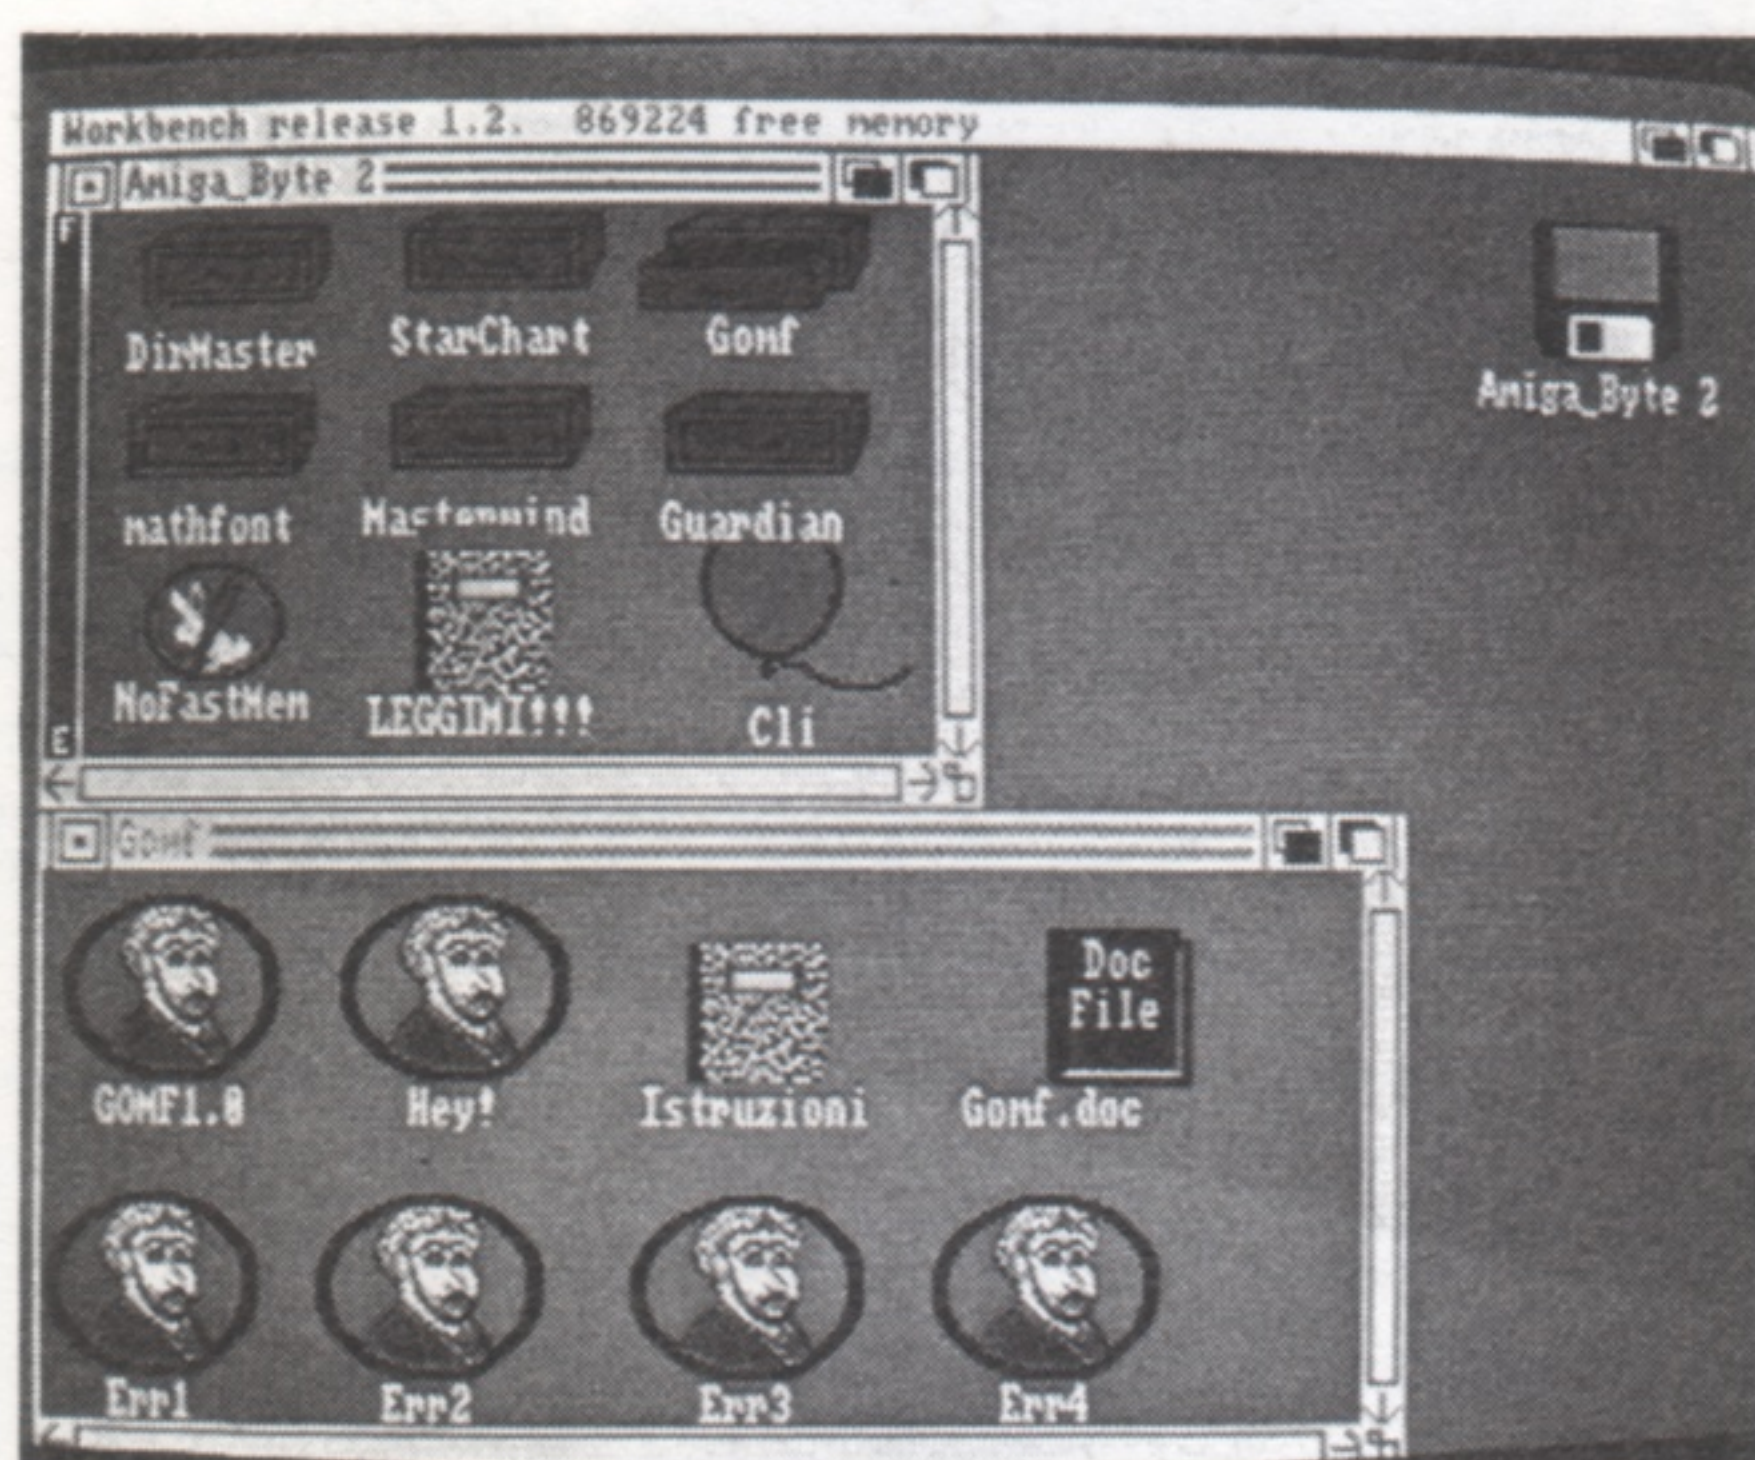 Workbench release 1.2.  869224 free memory
Amiga_Byte 2
F
DirMaster StarChart Gomf
Amiga_Byte 2
mathfont Mastermind Guardian
NoFastMem LEGGIMI!!! Cli
E
Gomf
Doc
File
GOMF1.0 Hey! Istruzioni Gomf.doc
Err1 Err2 Err3 Err4